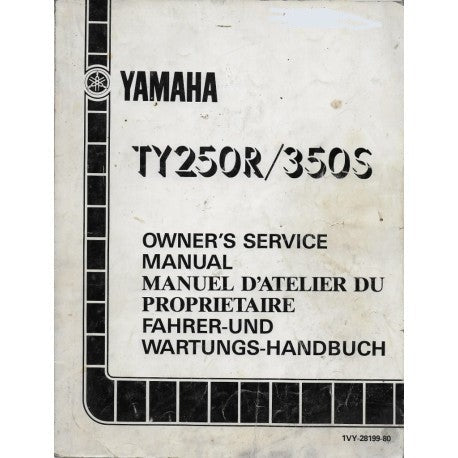 YAMAHA
TY250R/350S
OWNER'S SERVICE
MANUAL
MANUEL D'ATELIER DU
PROPRIETAIRE
FAHRER-UND
WARTUNGS-HANDBUCH
1VY-28199-80